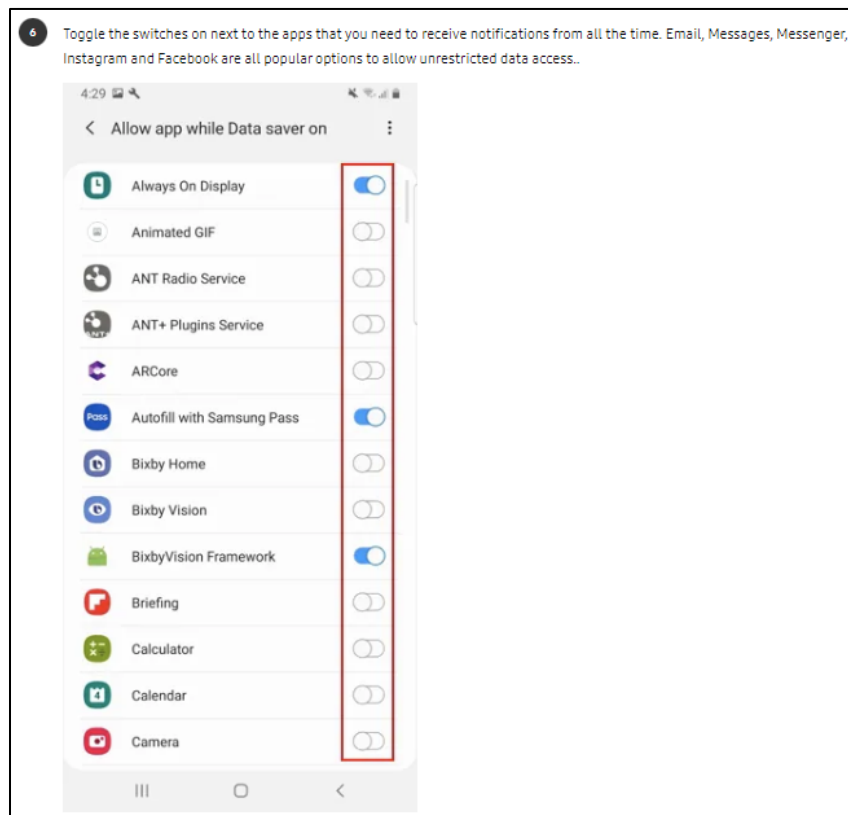 6
Toggle the switches on next to the apps that you need to receive notifications from all the time. Email, Messages, Messenger,
Instagram and Facebook are all popular options to allow unrestricted data access..
4:29
Allow app while Data saver on
Always On Display
Animated GIF
ANT Radio Service
ANT+ Plugins Service
ARCore
Pass
Autofill with Samsung Pass
Bixby Home
Bixby Vision
BixbyVision Framework
Briefing
Calculator
4
Calendar
Camera